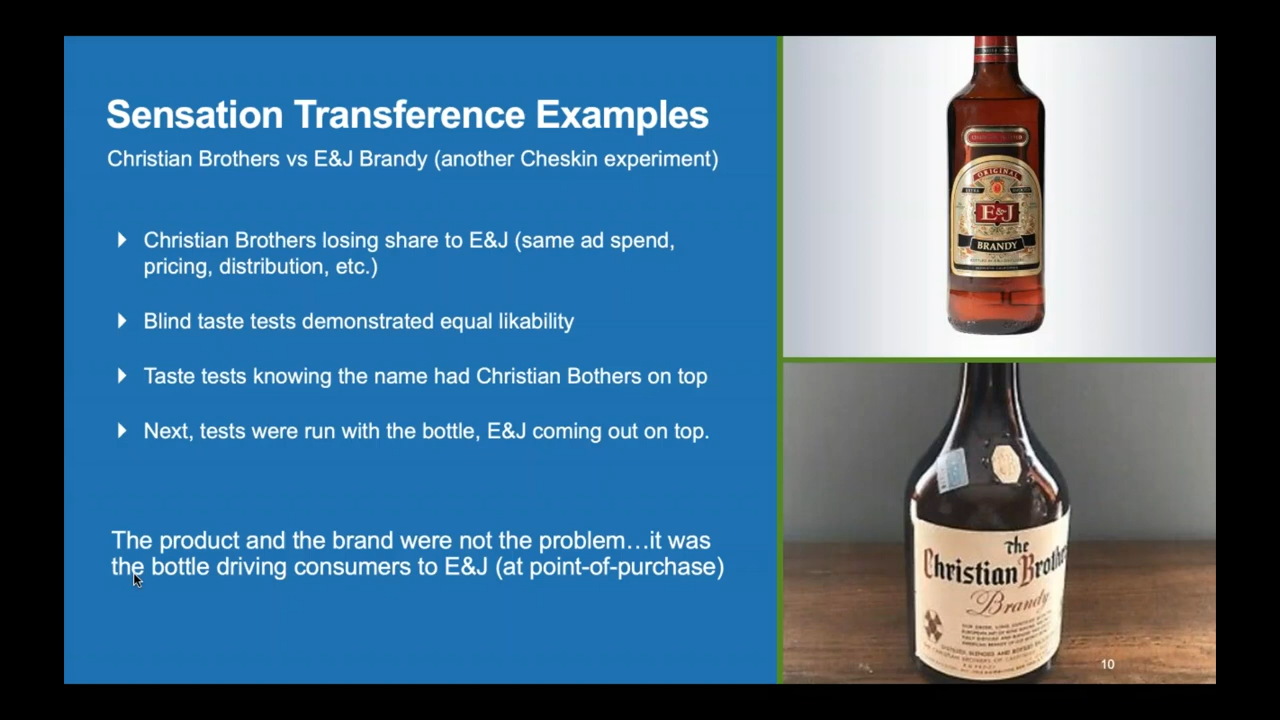 Sensation Transference Examples
Christian Brothers vs E&J Brandy (another Cheskin experiment)
Christian Brothers losing share to E&J (same ad spend,
pricing, distribution, etc.)
Blind taste tests demonstrated equal likability
Taste tests knowing the name had Christian Bothers on top
Next, tests were run with the bottle, E&J coming out on top.
The product and the brand were not the problem…it was
the bottle driving consumers to E&J (at point-of-purchase)
ORIGINAL
E&J
BRANDY
the
Christian Brothe
Brandy
10